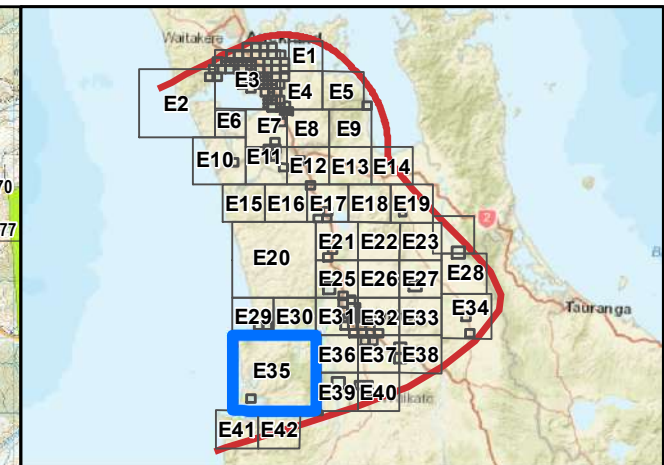 Waitakere
E1
E2
E3
E4
E5
E6
E7
E8
E9
E10
E11
E12
E13
E14
70
E15
E16
E17
E18
E19
2
77
E20
E21
E22
E23
E25
E26
E27
E28
E29
E30
E31
E32
E33
E34
Tauranga
E35
E36
E37
E38
E39
E40
Waikato
E41
E42